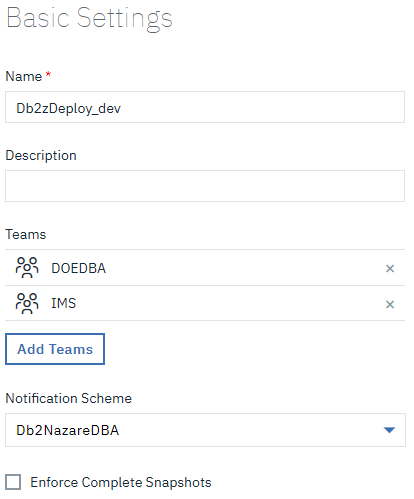 Basic Settings
Name *
Db2zDeploy_dev
Description
Teams
DOEDBA
IMS
Add Teams
Notification Scheme
Db2NazareDBA
Enforce Complete Snapshots